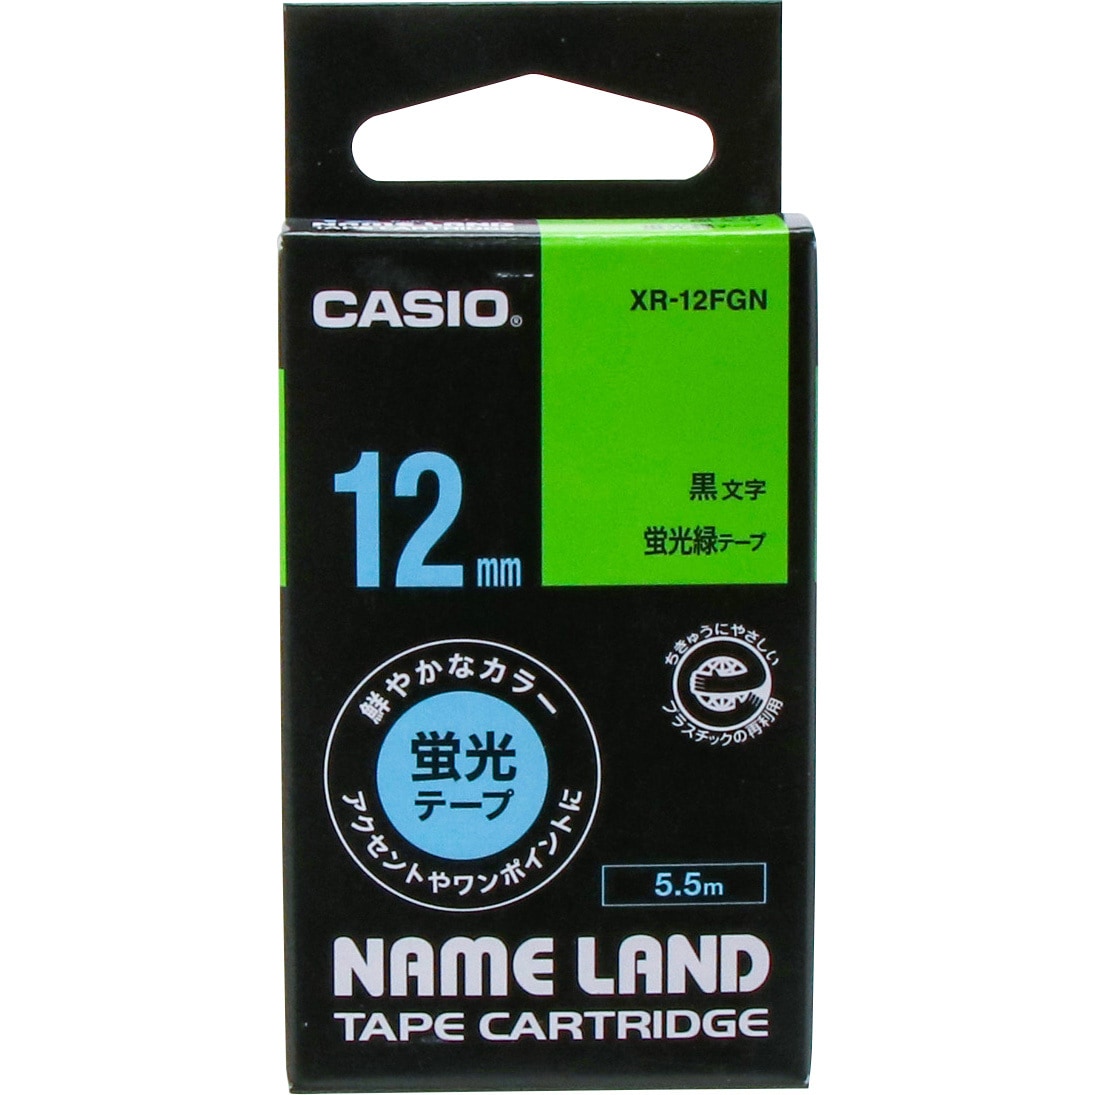 NAME LAND
CASIO®
XR-12FGN
12mm
黒文字
蛍光緑テープ
ちきゅうにやさしい
e
プラスチックの再利用
鮮やかなカラー
蛍光
テープ
アクセントやワンポイントに
5.5m
NAME LAND
TAPE CARTRIDGE